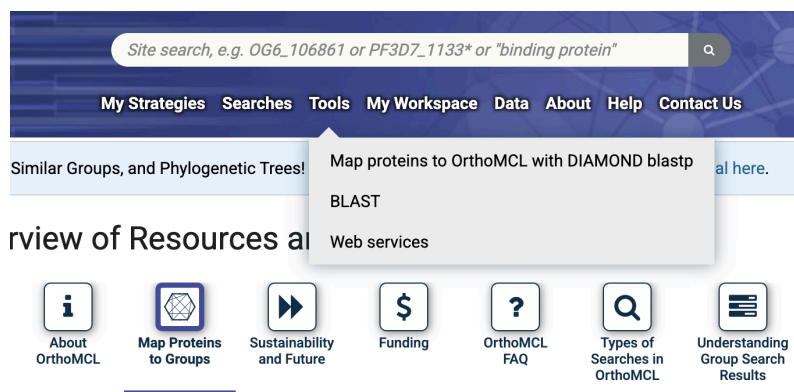 Site search, e.g. OG6_106861 or PF3D7_1133* or "binding protein"
My Strategies Searches Tools My Workspace Data About Help Contact Us
Similar Groups, and Phylogenetic Trees! al here.
Map proteins to OrthoMCL with DIAMOND blastp
BLAST
Web services
rview of Resources a
About
OrthoMCL
Map Proteins
to Groups
Sustainability
and Future
Funding
OrthoMCL
FAQ
Types of
Searches in
OrthoMCL
Understanding
Group Search
Results